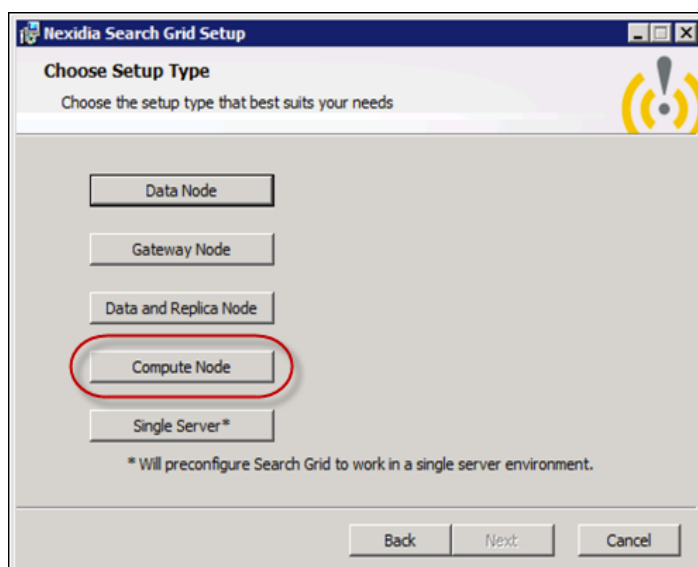 Nexidia Search Grid Setup
Choose Setup Type
Choose the setup type that best suits your needs
Data Node
Gateway Node
Data and Replica Node
Compute Node
Single Server*
* Will preconfigure Search Grid to work in a single server environment.
Back Next Cancel